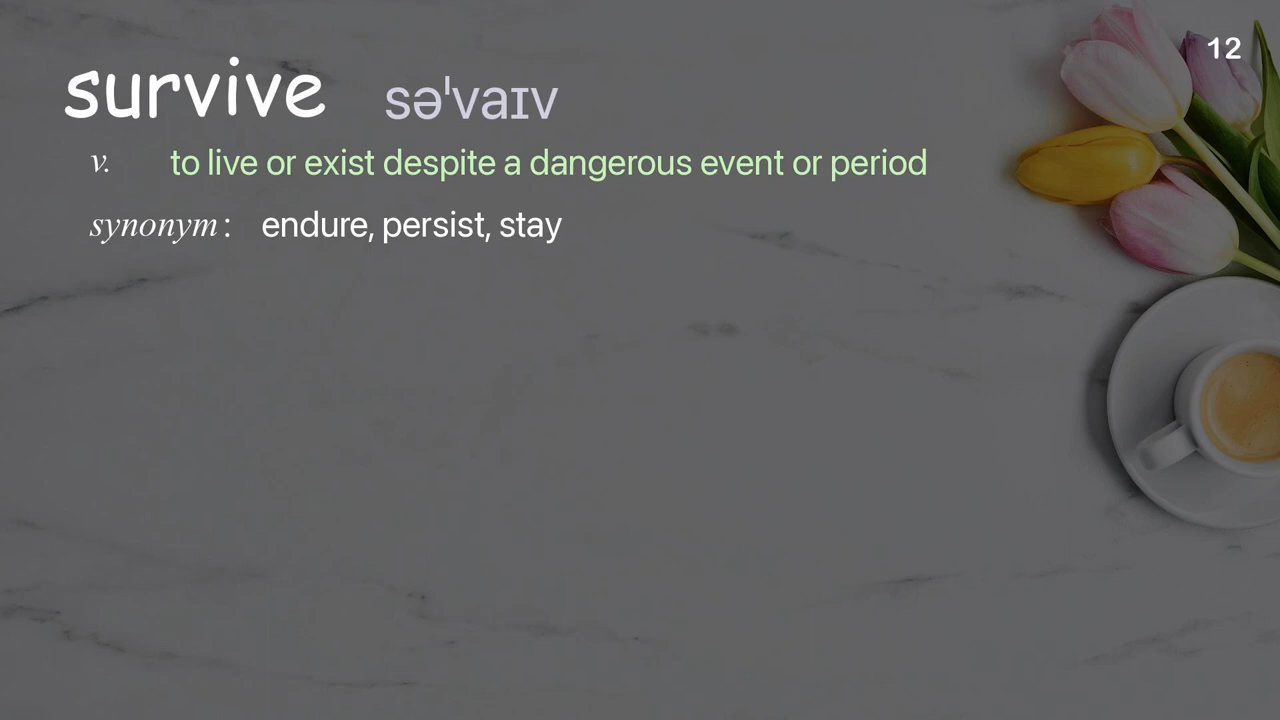 12
survive səˈvaɪv
v. to live or exist despite a dangerous event or period
synonym : endure, persist, stay